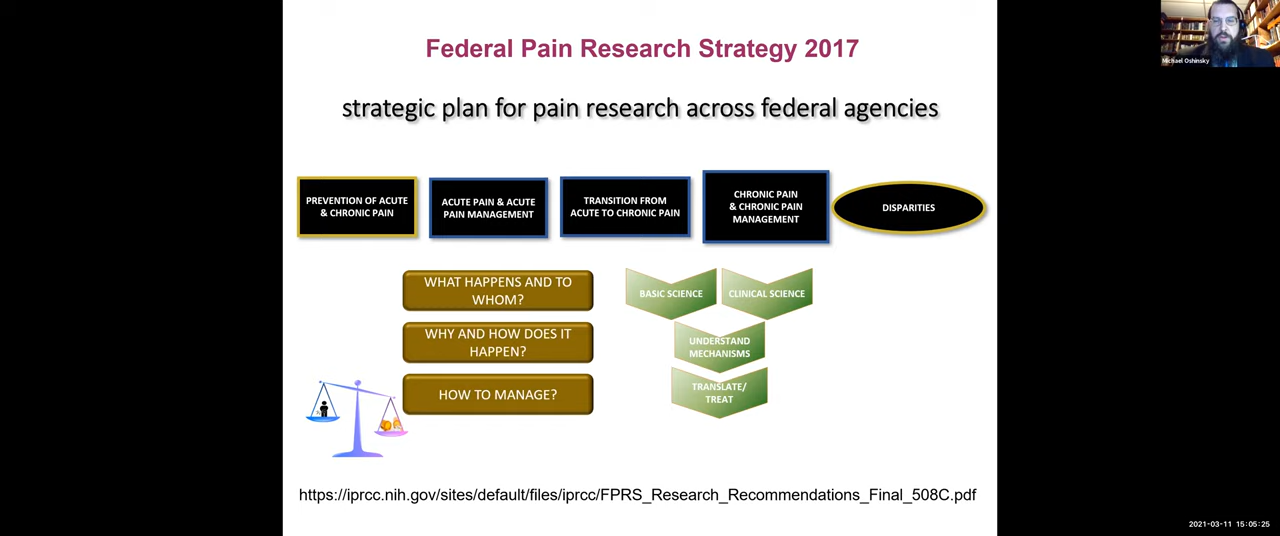 Federal Pain Research Strategy 2017
strategic plan for pain research across federal agencies
PREVENTION OF ACUTE
& CHRONIC PAIN
ACUTE PAIN & ACUTE
PAIN MANAGEMENT
TRANSITION FROM
ACUTE TO CHRONIC PAIN
CHRONIC PAIN
& CHRONIC PAIN
MANAGEMENT
DISPARITIES
WHAT HAPPENS AND TO
WHOM?
WHY AND HOW DOES IT
HAPPEN?
HOW TO MANAGE?
BASIC SCIENCE
CLINICAL SCIENCE
UNDERSTAND
MECHANISMS
TRANSLATE/
TREAT
https://iprcc.nih.gov/sites/default/files/iprcc/FPRS_Research_Recommendations_Final_508C.pdf
Michael Oshinsky
2021-03-11 15:05:25